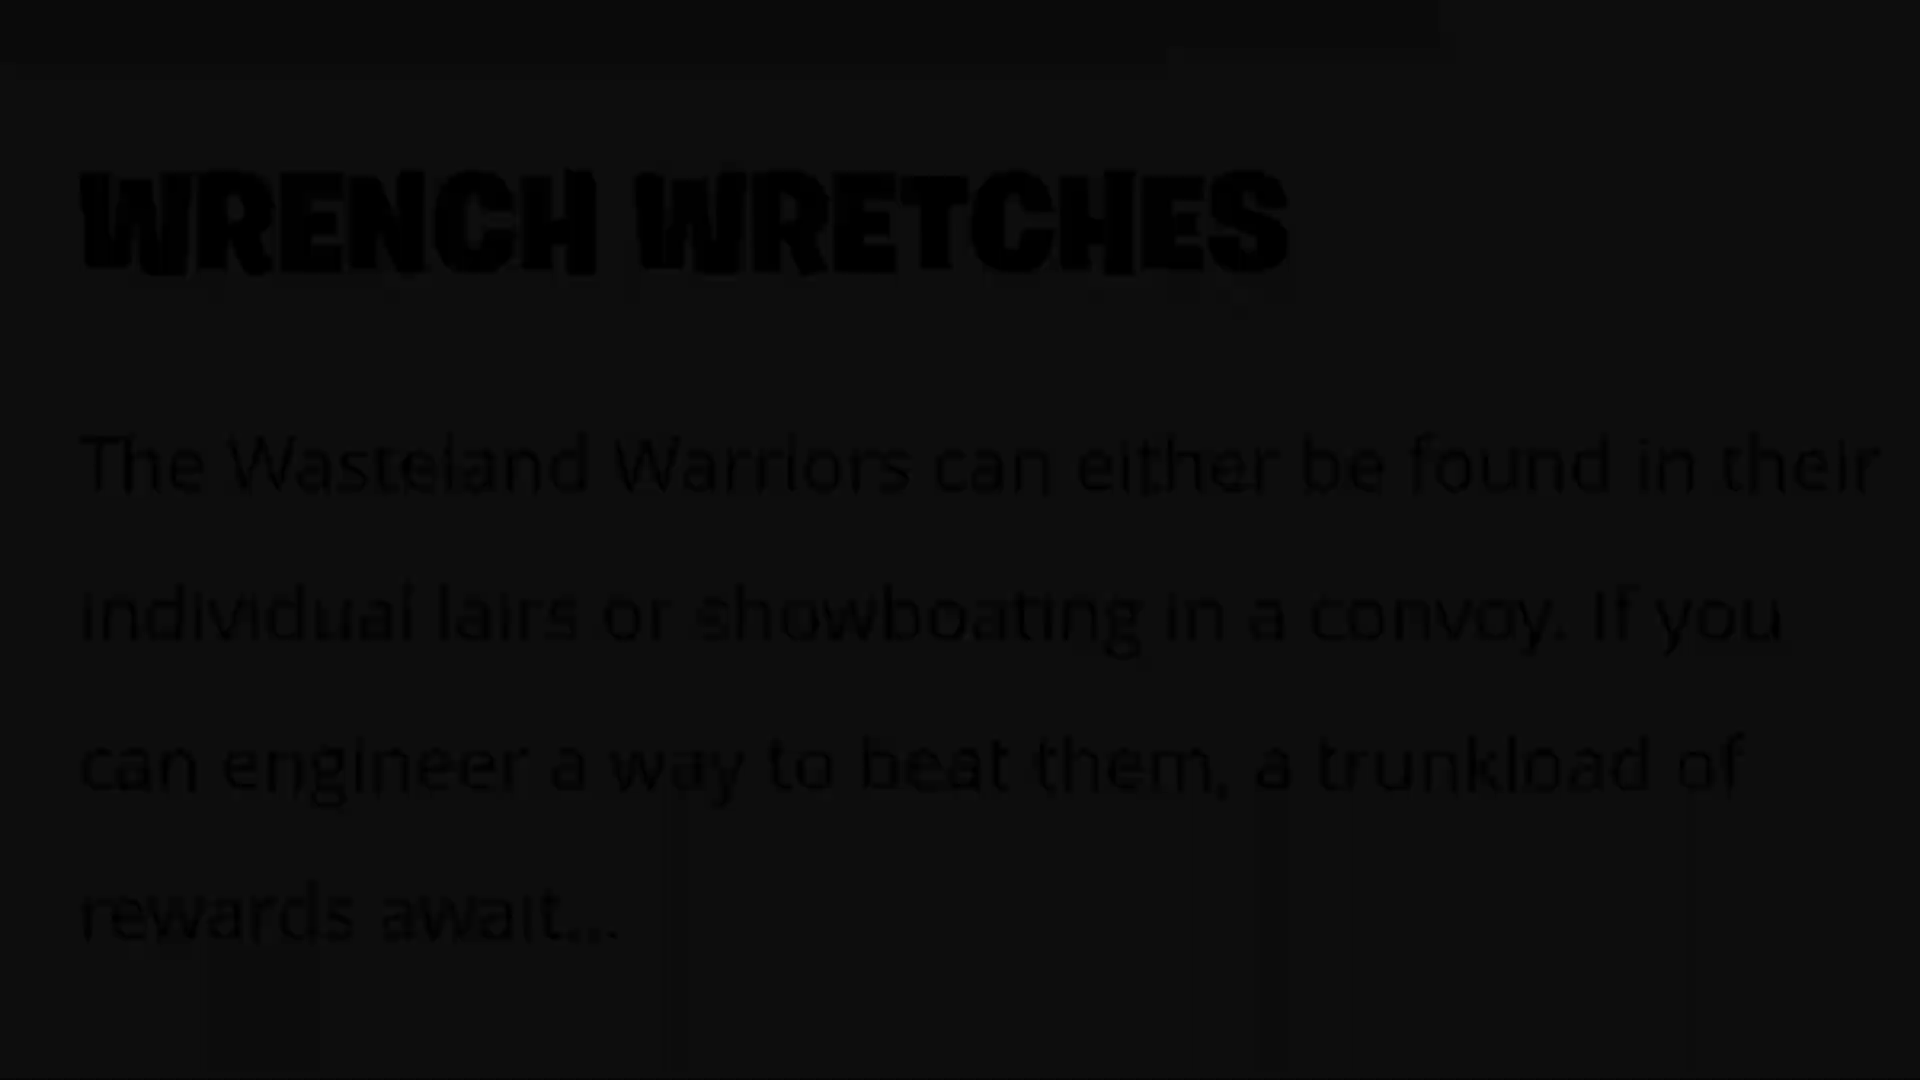 WRENCH WRETCHES
The Wasteland Warriors can either be found in their
individual lairs or showboating in a convoy. If you
can engineer a way to beat them, a trunkload of
rewards await...